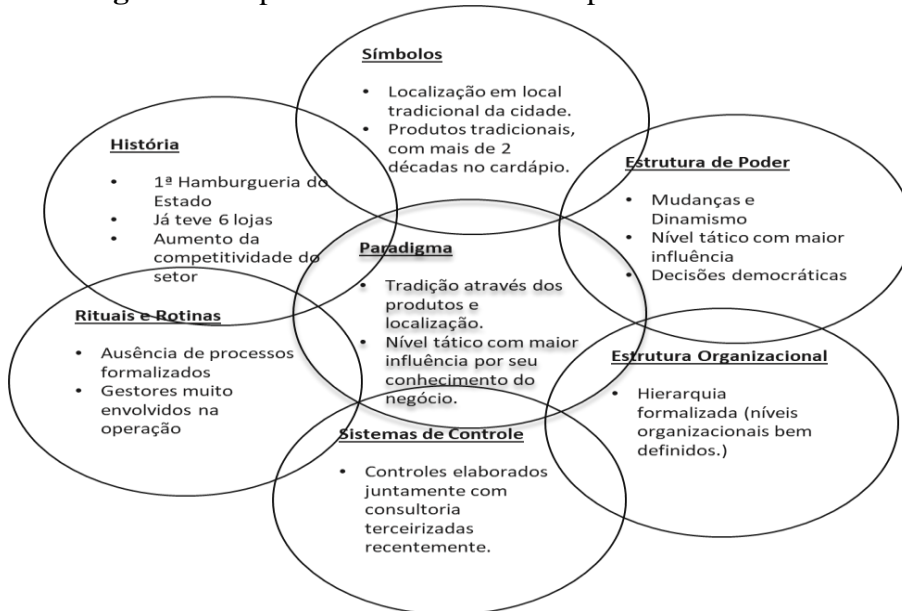 Símbolos
• Localização em local
tradicional da cidade.
• Produtos tradicionais,
com mais de 2
décadas no cardápio.
História
• 1ª Hamburgueria do
Estado
• Já teve 6 lojas
• Aumento da
competitividade do
setor
Estrutura de Poder
• Mudanças e
Dinamismo
• Nível tático com maior
influência
• Decisões democráticas
Paradigma
• Tradição através dos
produtos e
localização.
• Nível tático com maior
influência por seu
conhecimento do
negócio.
Rituais e Rotinas
• Ausência de processos
formalizados
• Gestores muito
envolvidos na
operação
Estrutura Organizacional
• Hierarquia
formalizada (níveis
organizacionais bem
definidos.)
Sistemas de Controle
• Controles elaborados
juntamente com
consultoria
terceirizadas
recentemente.